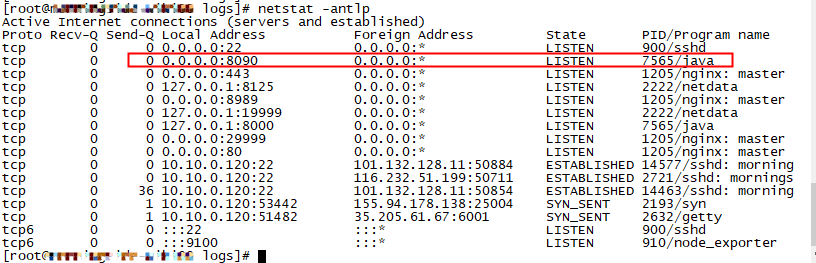 [root@ logs]# netstat -antlp
Active Internet connections (servers and established)
Proto Recv-Q Send-Q Local Address           Foreign Address         State       PID/Program name
tcp        0      0 0.0.0.0:22              0.0.0.0:*               LISTEN      900/sshd
tcp        0      0 0.0.0.0:8090            0.0.0.0:*               LISTEN      7565/java
tcp        0      0 0.0.0.0:443             0.0.0.0:*               LISTEN      1205/nginx: master
tcp        0      0 127.0.0.1:8125          0.0.0.0:*               LISTEN      2222/netdata
tcp        0      0 0.0.0.0:8989            0.0.0.0:*               LISTEN      1205/nginx: master
tcp        0      0 127.0.0.1:19999         0.0.0.0:*               LISTEN      2222/netdata
tcp        0      0 127.0.0.1:8000          0.0.0.0:*               LISTEN      7565/java
tcp        0      0 0.0.0.0:29999           0.0.0.0:*               LISTEN      1205/nginx: master
tcp        0      0 0.0.0.0:80              0.0.0.0:*               LISTEN      1205/nginx: master
tcp        0      0 10.10.0.120:22          101.132.128.11:50884    ESTABLISHED 14577/sshd: morning
tcp        0      0 10.10.0.120:22          116.232.51.199:50711    ESTABLISHED 2721/sshd: mornings
tcp        0     36 10.10.0.120:22          101.132.128.11:50854    ESTABLISHED 14463/sshd: morning
tcp        0      1 10.10.0.120:53442       155.94.178.138:25004    SYN_SENT    2193/syn
tcp        0      1 10.10.0.120:51482       35.205.61.67:6001       SYN_SENT    2632/getty
tcp6       0      0 :::22                   :::*                    LISTEN      900/sshd
tcp6       0      0 :::9100                 :::*                    LISTEN      910/node_exporter
[root@ logs]#